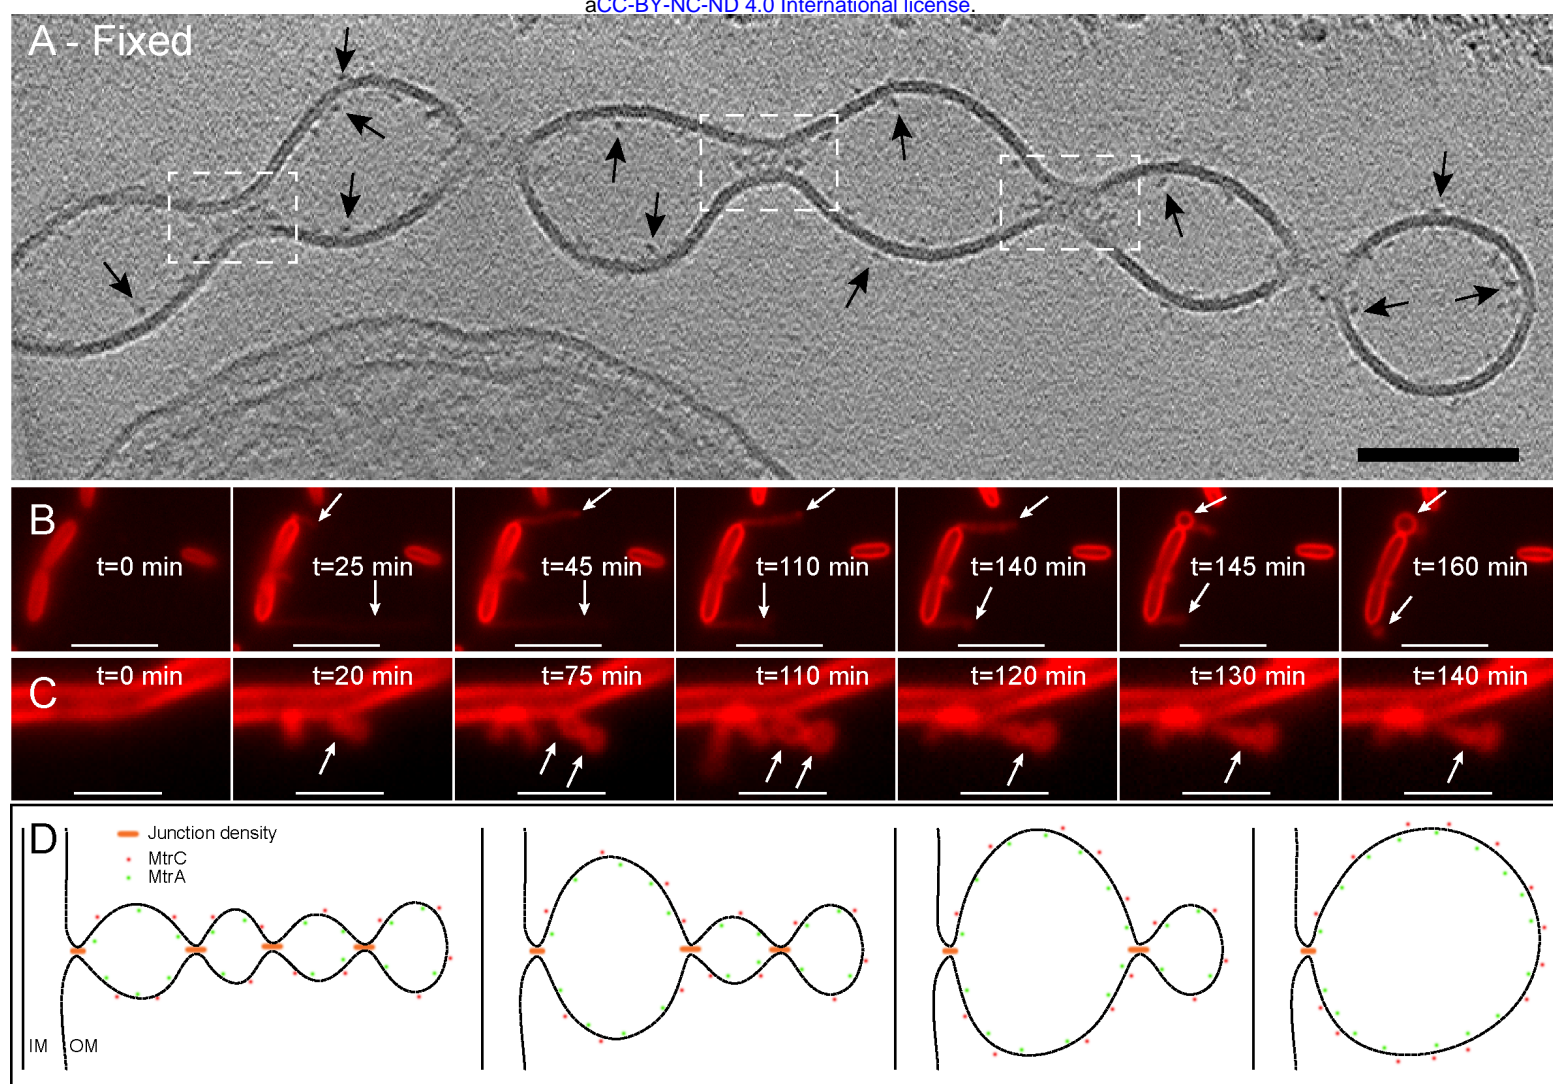 aCC-BY-NC-ND 4.0 International license.
A - Fixed
B
t=0 min
t=25 min
t=45 min
t=110 min
t=140 min
t=145 min
t=160 min
C
t=0 min
t=20 min
t=75 min
t=110 min
t=120 min
t=130 min
t=140 min
D
Junction density
MtrC
MtrA
IM
OM